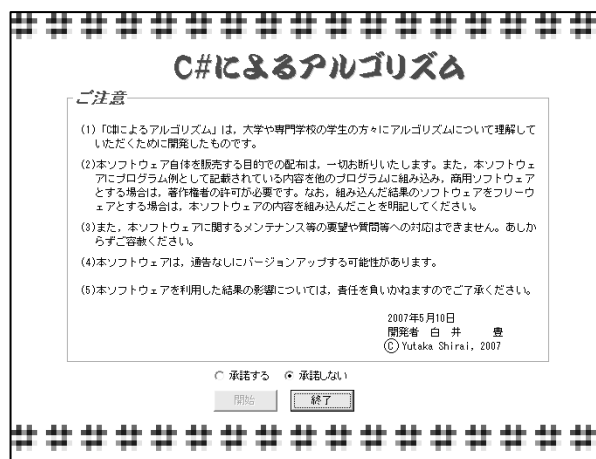 C#によるアルゴリズム
ご注意
(1)「C#によるアルゴリズム」は，大学や専門学校の学生の方々にアルゴリズムについて理解して
いただくために開発したものです。
(2)本ソフトウェア自体を販売する目的での配布は，一切お断りいたします。また，本ソフトウェ
アにプログラム例として記載されている内容を他のプログラムに組み込み，商用ソフトウェア
とする場合は，著作権者の許可が必要です。なお，組み込んだ結果のソフトウェアをフリーウ
ェアとする場合は，本ソフトウェアの内容を組み込んだことを明記してください。
(3)また，本ソフトウェアに関するメンテナンス等の要望や質問等への対応はできません。あしか
らずご容赦ください。
(4)本ソフトウェアは，通告なしにバージョンアップする可能性があります。
(5)本ソフトウェアを利用した結果の影響については，責任を負いかねますのでご了承ください。
2007年5月10日
開発者 白 井 豊
Ⓒ Yutaka Shirai, 2007
承諾する 承諾しない
開始 終了